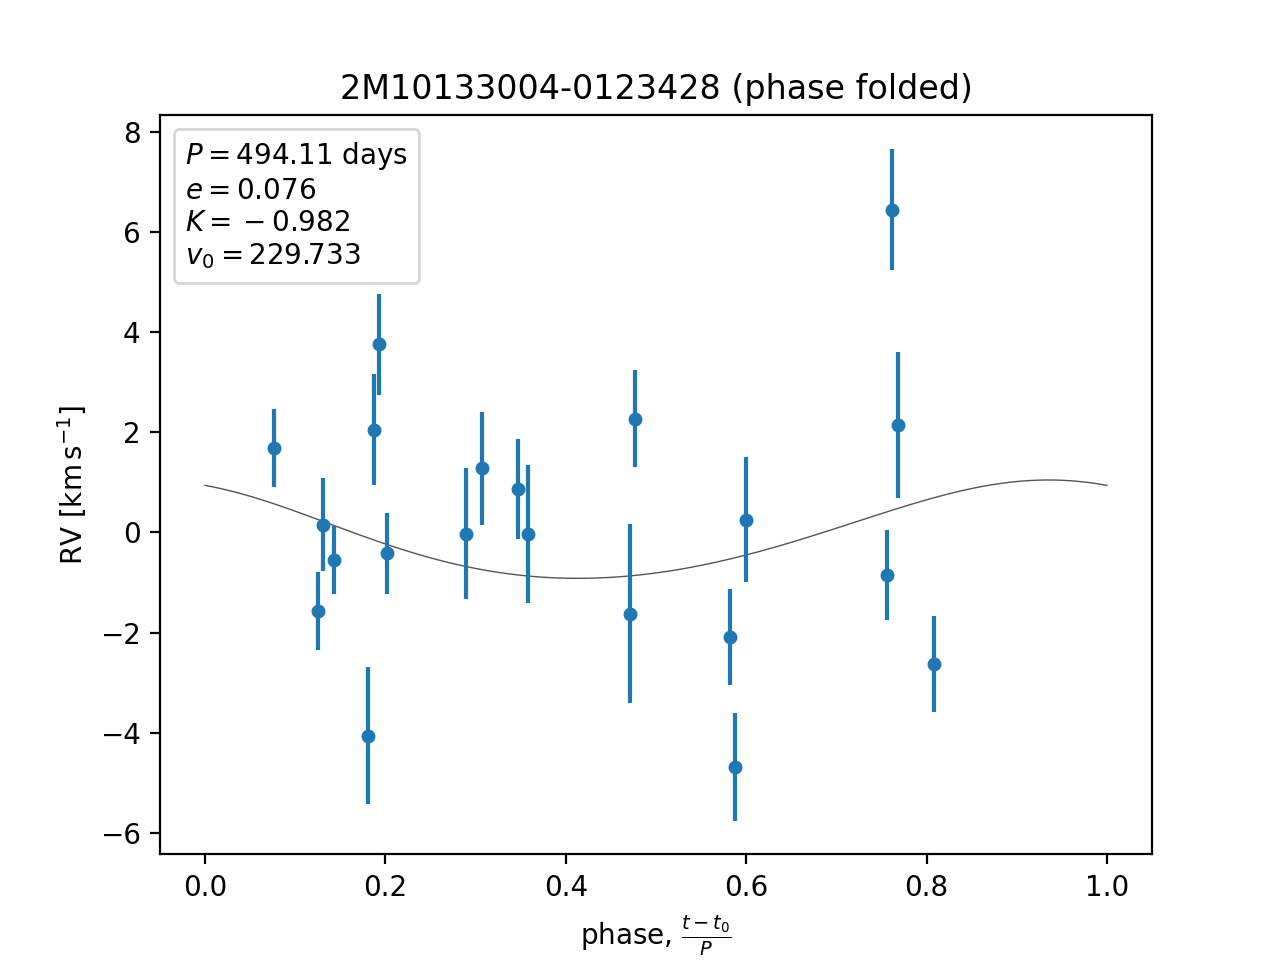 2M10133004-0123428 (phase folded)
P = 494.11 days
e = 0.076
K = −0.982
v₀ = 229.733
8
6
4
2
0
−2
−4
−6
RV [km s⁻¹]
0.0 0.2 0.4 0.6 0.8 1.0
phase, (t − t₀)/P